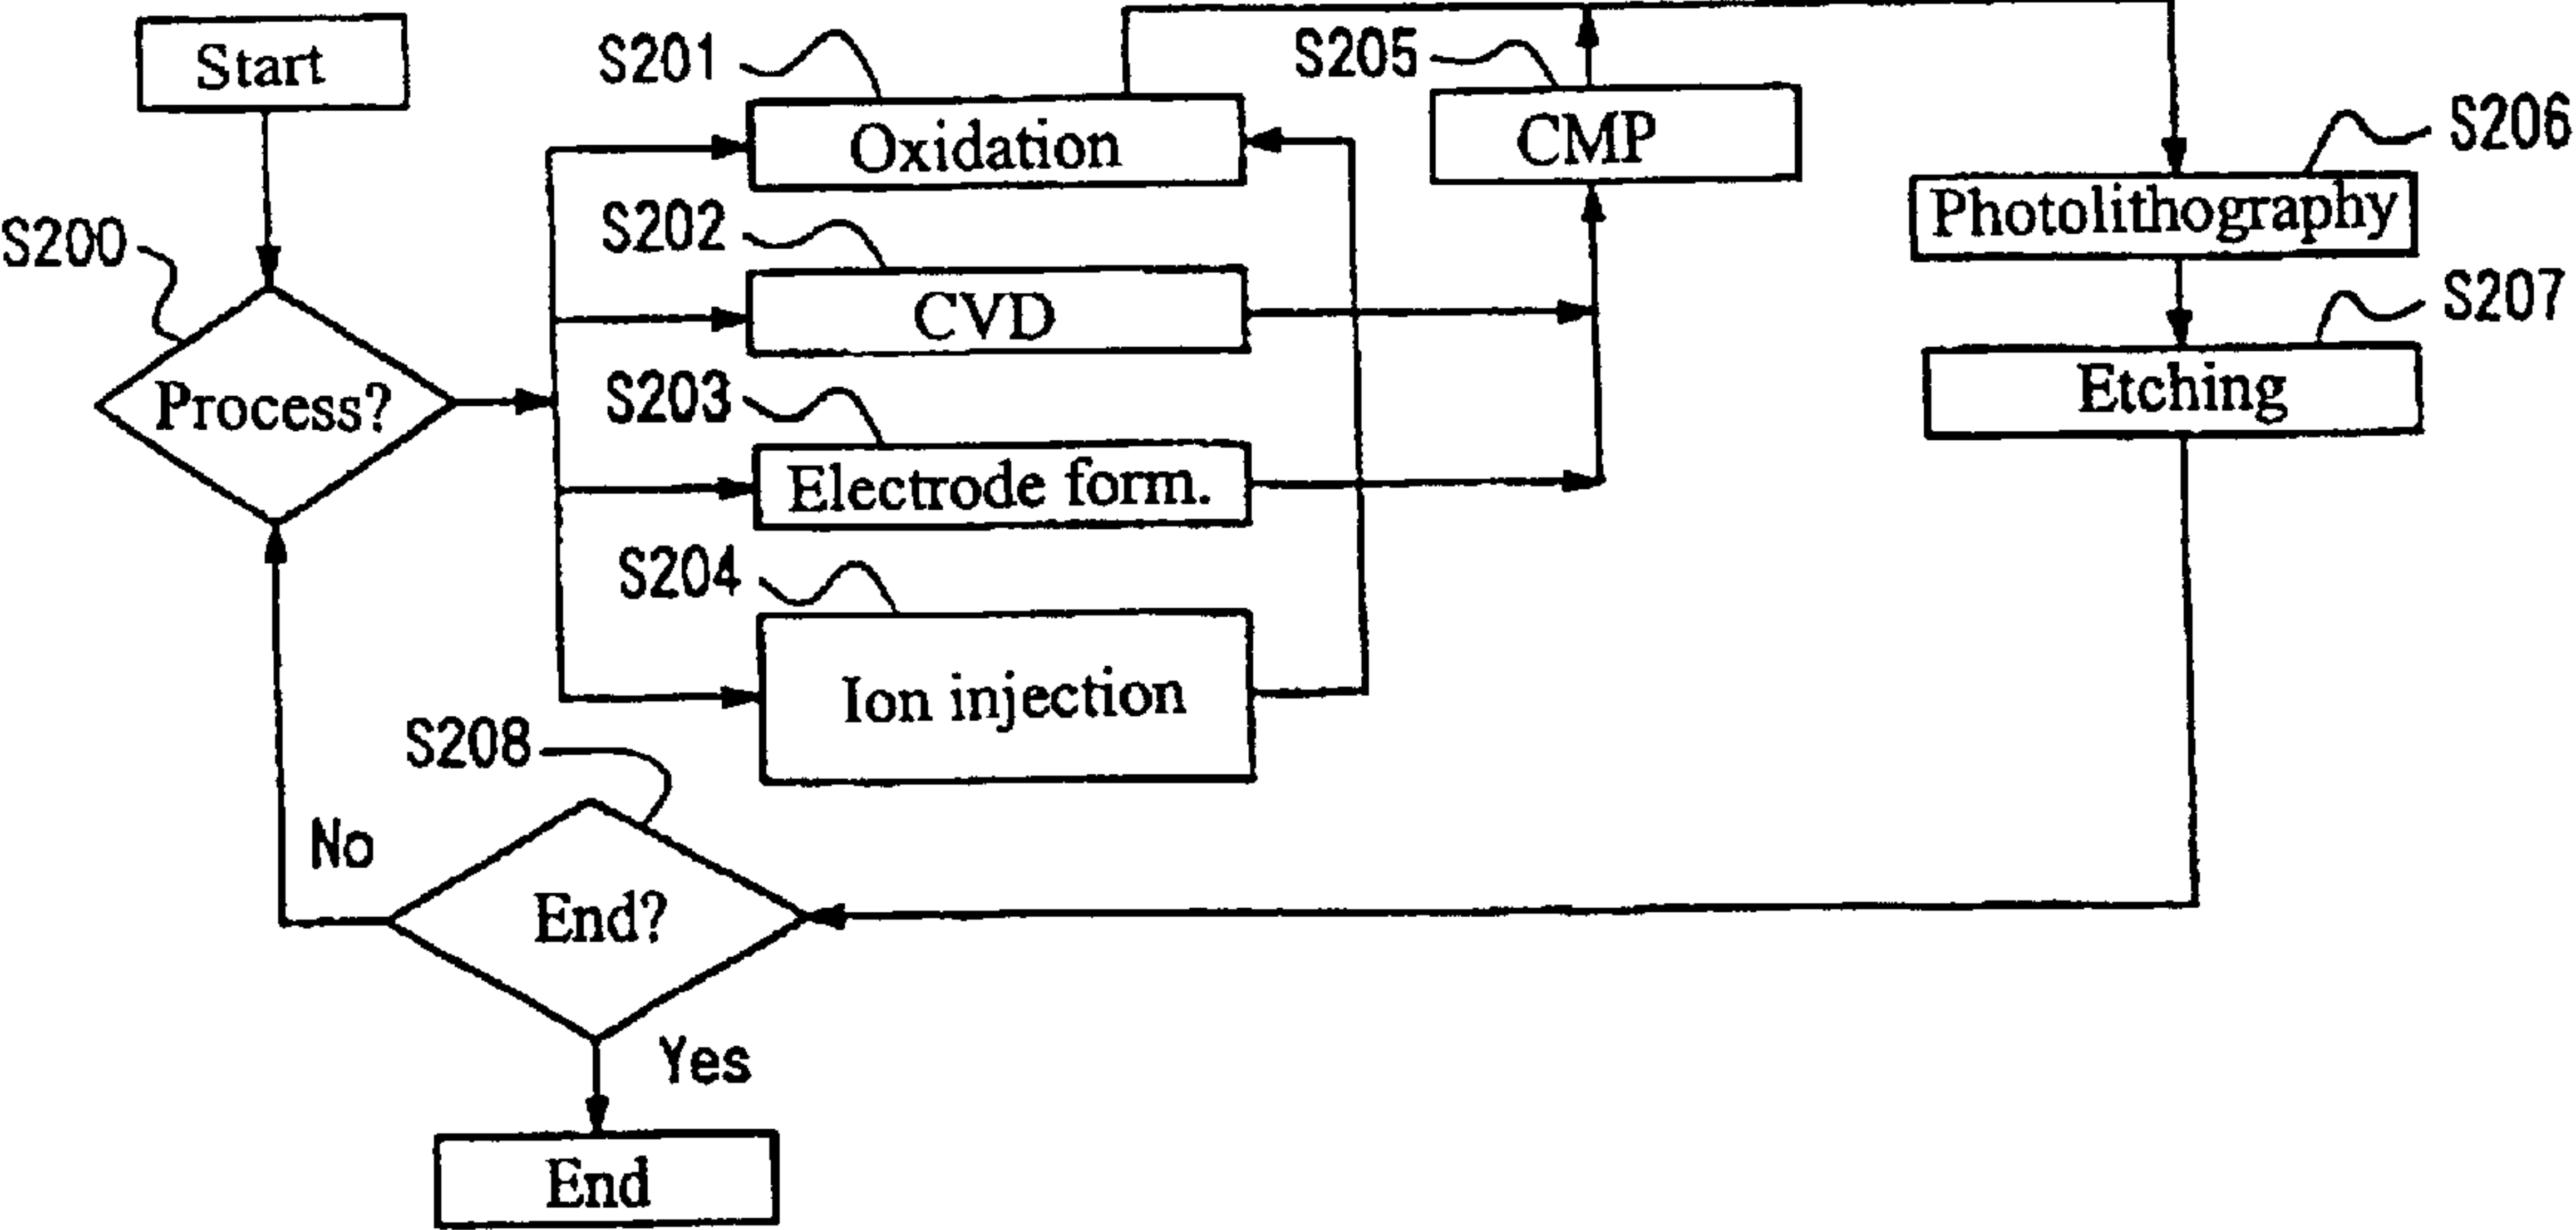 Start
S201
Oxidation
S205
CMP
S206
Photolithography
S200
Process?
S202
CVD
S207
Etching
S203
Electrode form.
S204
Ion injection
S208
No
End?
Yes
End